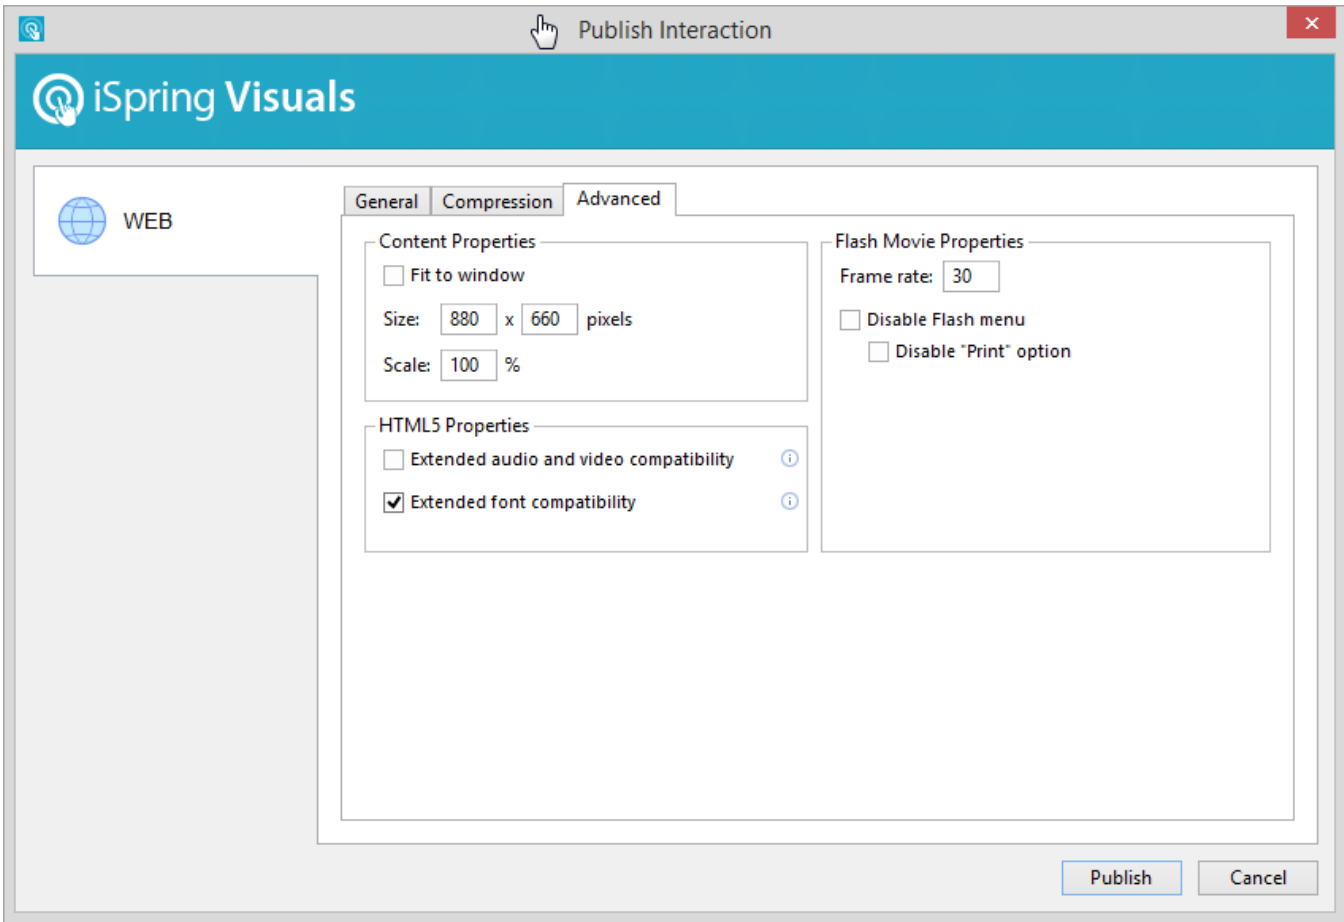 Publish Interaction
iSpring Visuals
WEB
General
Compression
Advanced
Content Properties
Fit to window
Size: 880 x 660 pixels
Scale: 100 %
HTML5 Properties
Extended audio and video compatibility
Extended font compatibility
Flash Movie Properties
Frame rate: 30
Disable Flash menu
Disable "Print" option
Publish
Cancel